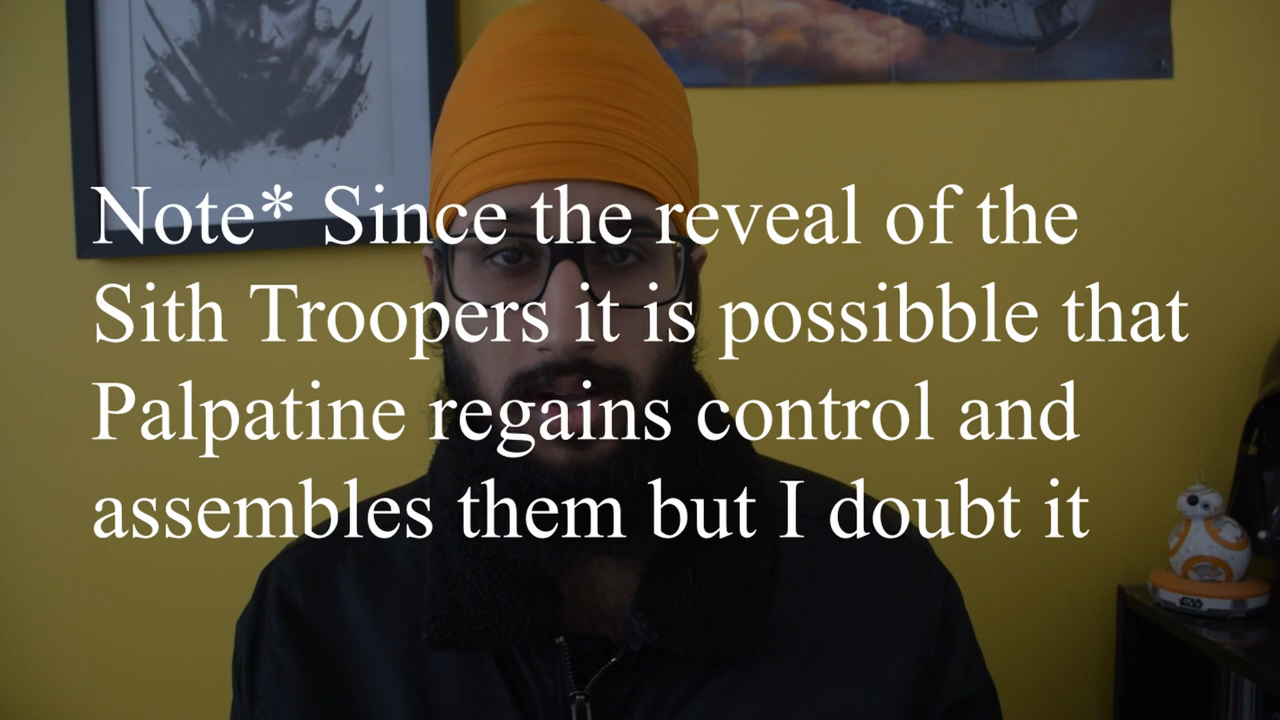 Note* Since the reveal of the
Sith Troopers it is possibble that
Palpatine regains control and
assembles them but I doubt it